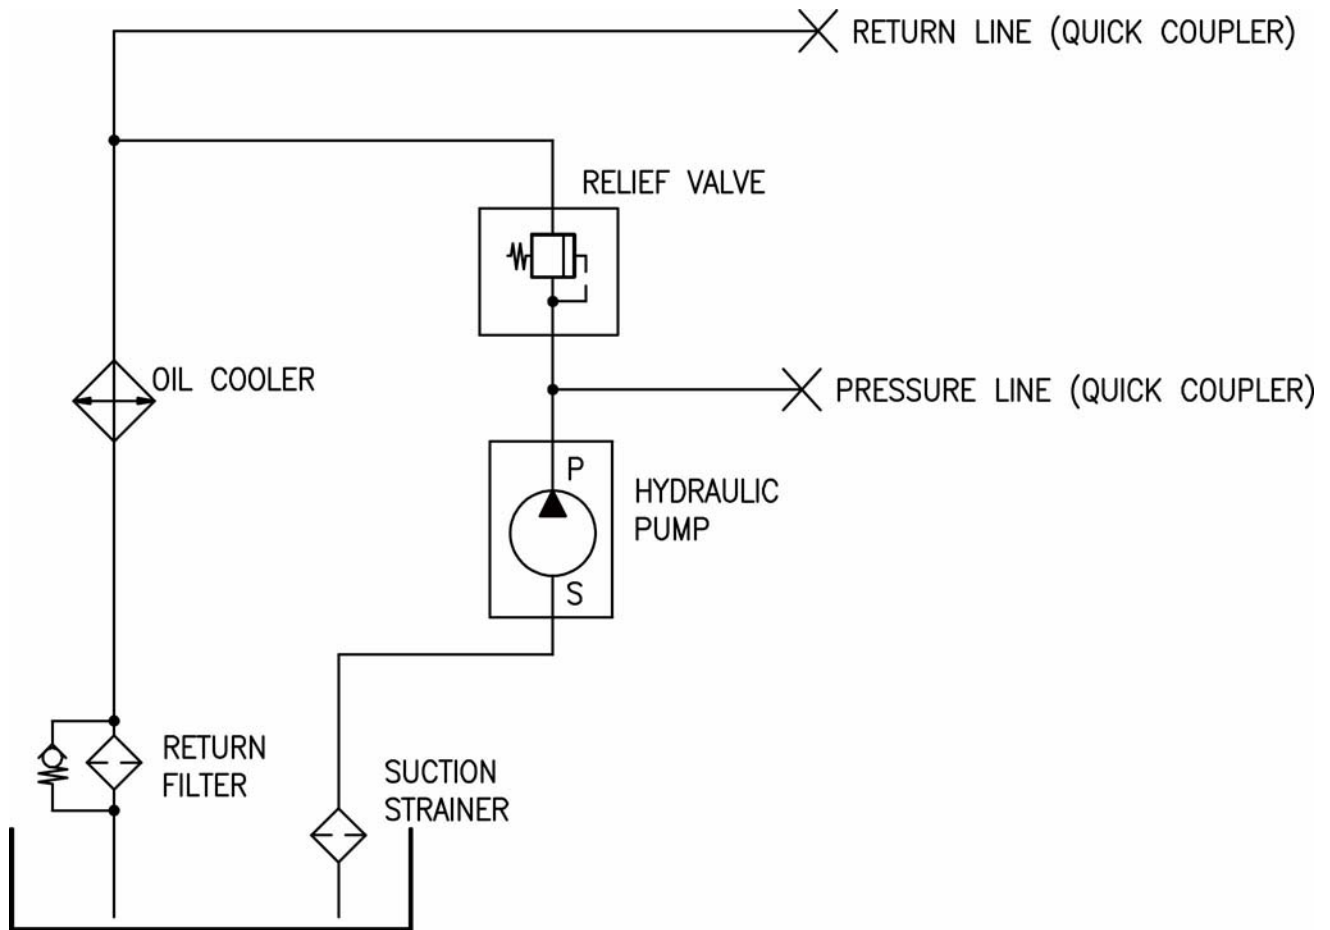 RETURN LINE (QUICK COUPLER)
RELIEF VALVE
OIL COOLER
PRESSURE LINE (QUICK COUPLER)
P
HYDRAULIC
PUMP
S
RETURN
FILTER
SUCTION
STRAINER